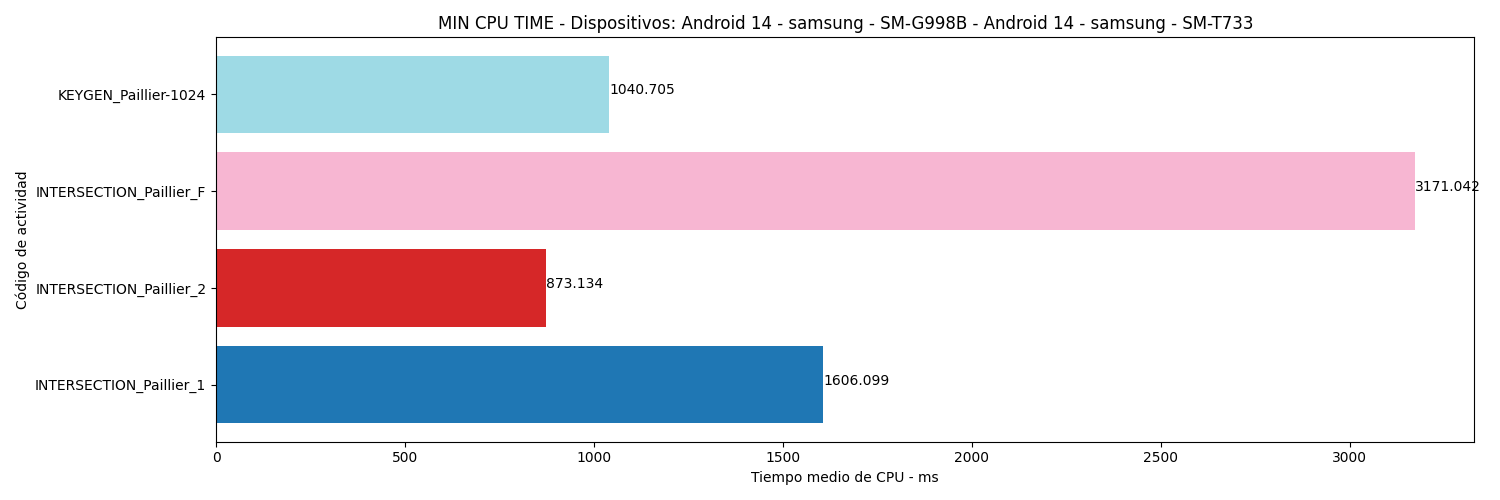 MIN CPU TIME - Dispositivos: Android 14 - samsung - SM-G998B - Android 14 - samsung - SM-T733
Código de actividad
KEYGEN_Paillier-1024
1040.705
INTERSECTION_Paillier_F
3171.042
INTERSECTION_Paillier_2
873.134
INTERSECTION_Paillier_1
1606.099
0 500 1000 1500 2000 2500 3000
Tiempo medio de CPU - ms